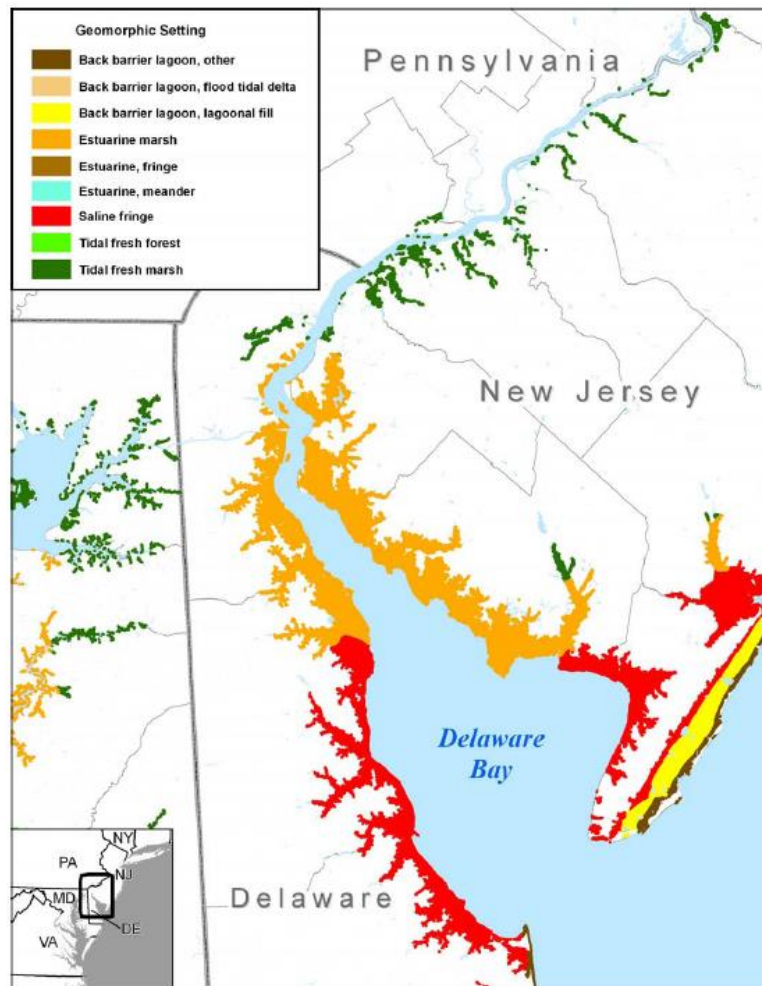 Geomorphic Setting
Back barrier lagoon, other
Back barrier lagoon, flood tidal delta
Back barrier lagoon, lagoonal fill
Estuarine marsh
Estuarine, fringe
Estuarine, meander
Saline fringe
Tidal fresh forest
Tidal fresh marsh
Pennsylvania
New Jersey
Delaware
Bay
Delaware
NY
PA
NJ
MD
DE
VA